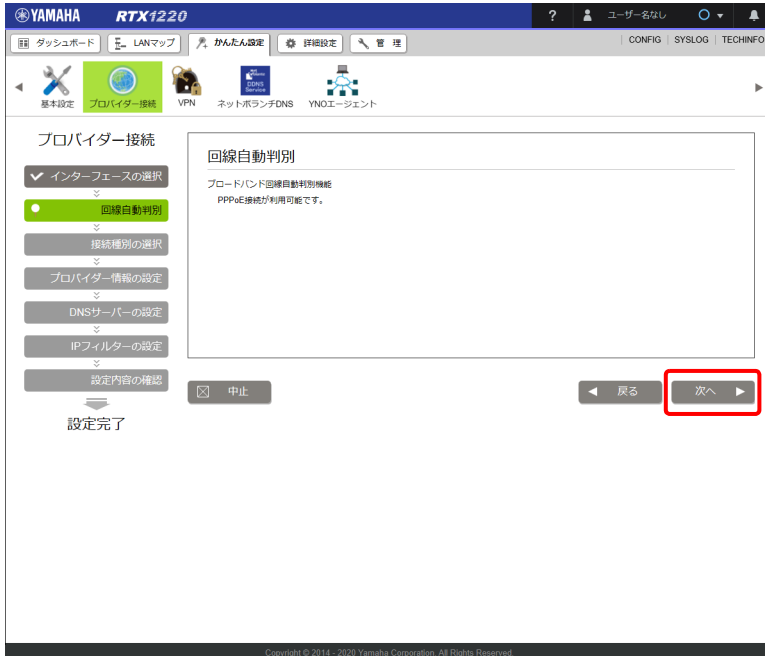 YAMAHA RTX1220 ? ユーザー名なし
ダッシュボード LANマップ かんたん設定 詳細設定 管 理 CONFIG SYSLOG TECHINFO
基本設定 プロバイダー接続 VPN ネットボランチDNS YNOエージェント
DDNS
Service
プロバイダー接続
インターフェースの選択
回線自動判別
接続種別の選択
プロバイダー情報の設定
DNSサーバーの設定
IPフィルターの設定
設定内容の確認
設定完了
回線自動判別
ブロードバンド回線自動判別機能
PPPoE接続が利用可能です。
中止 戻る 次へ
Copyright © 2014 - 2020 Yamaha Corporation. All Rights Reserved.